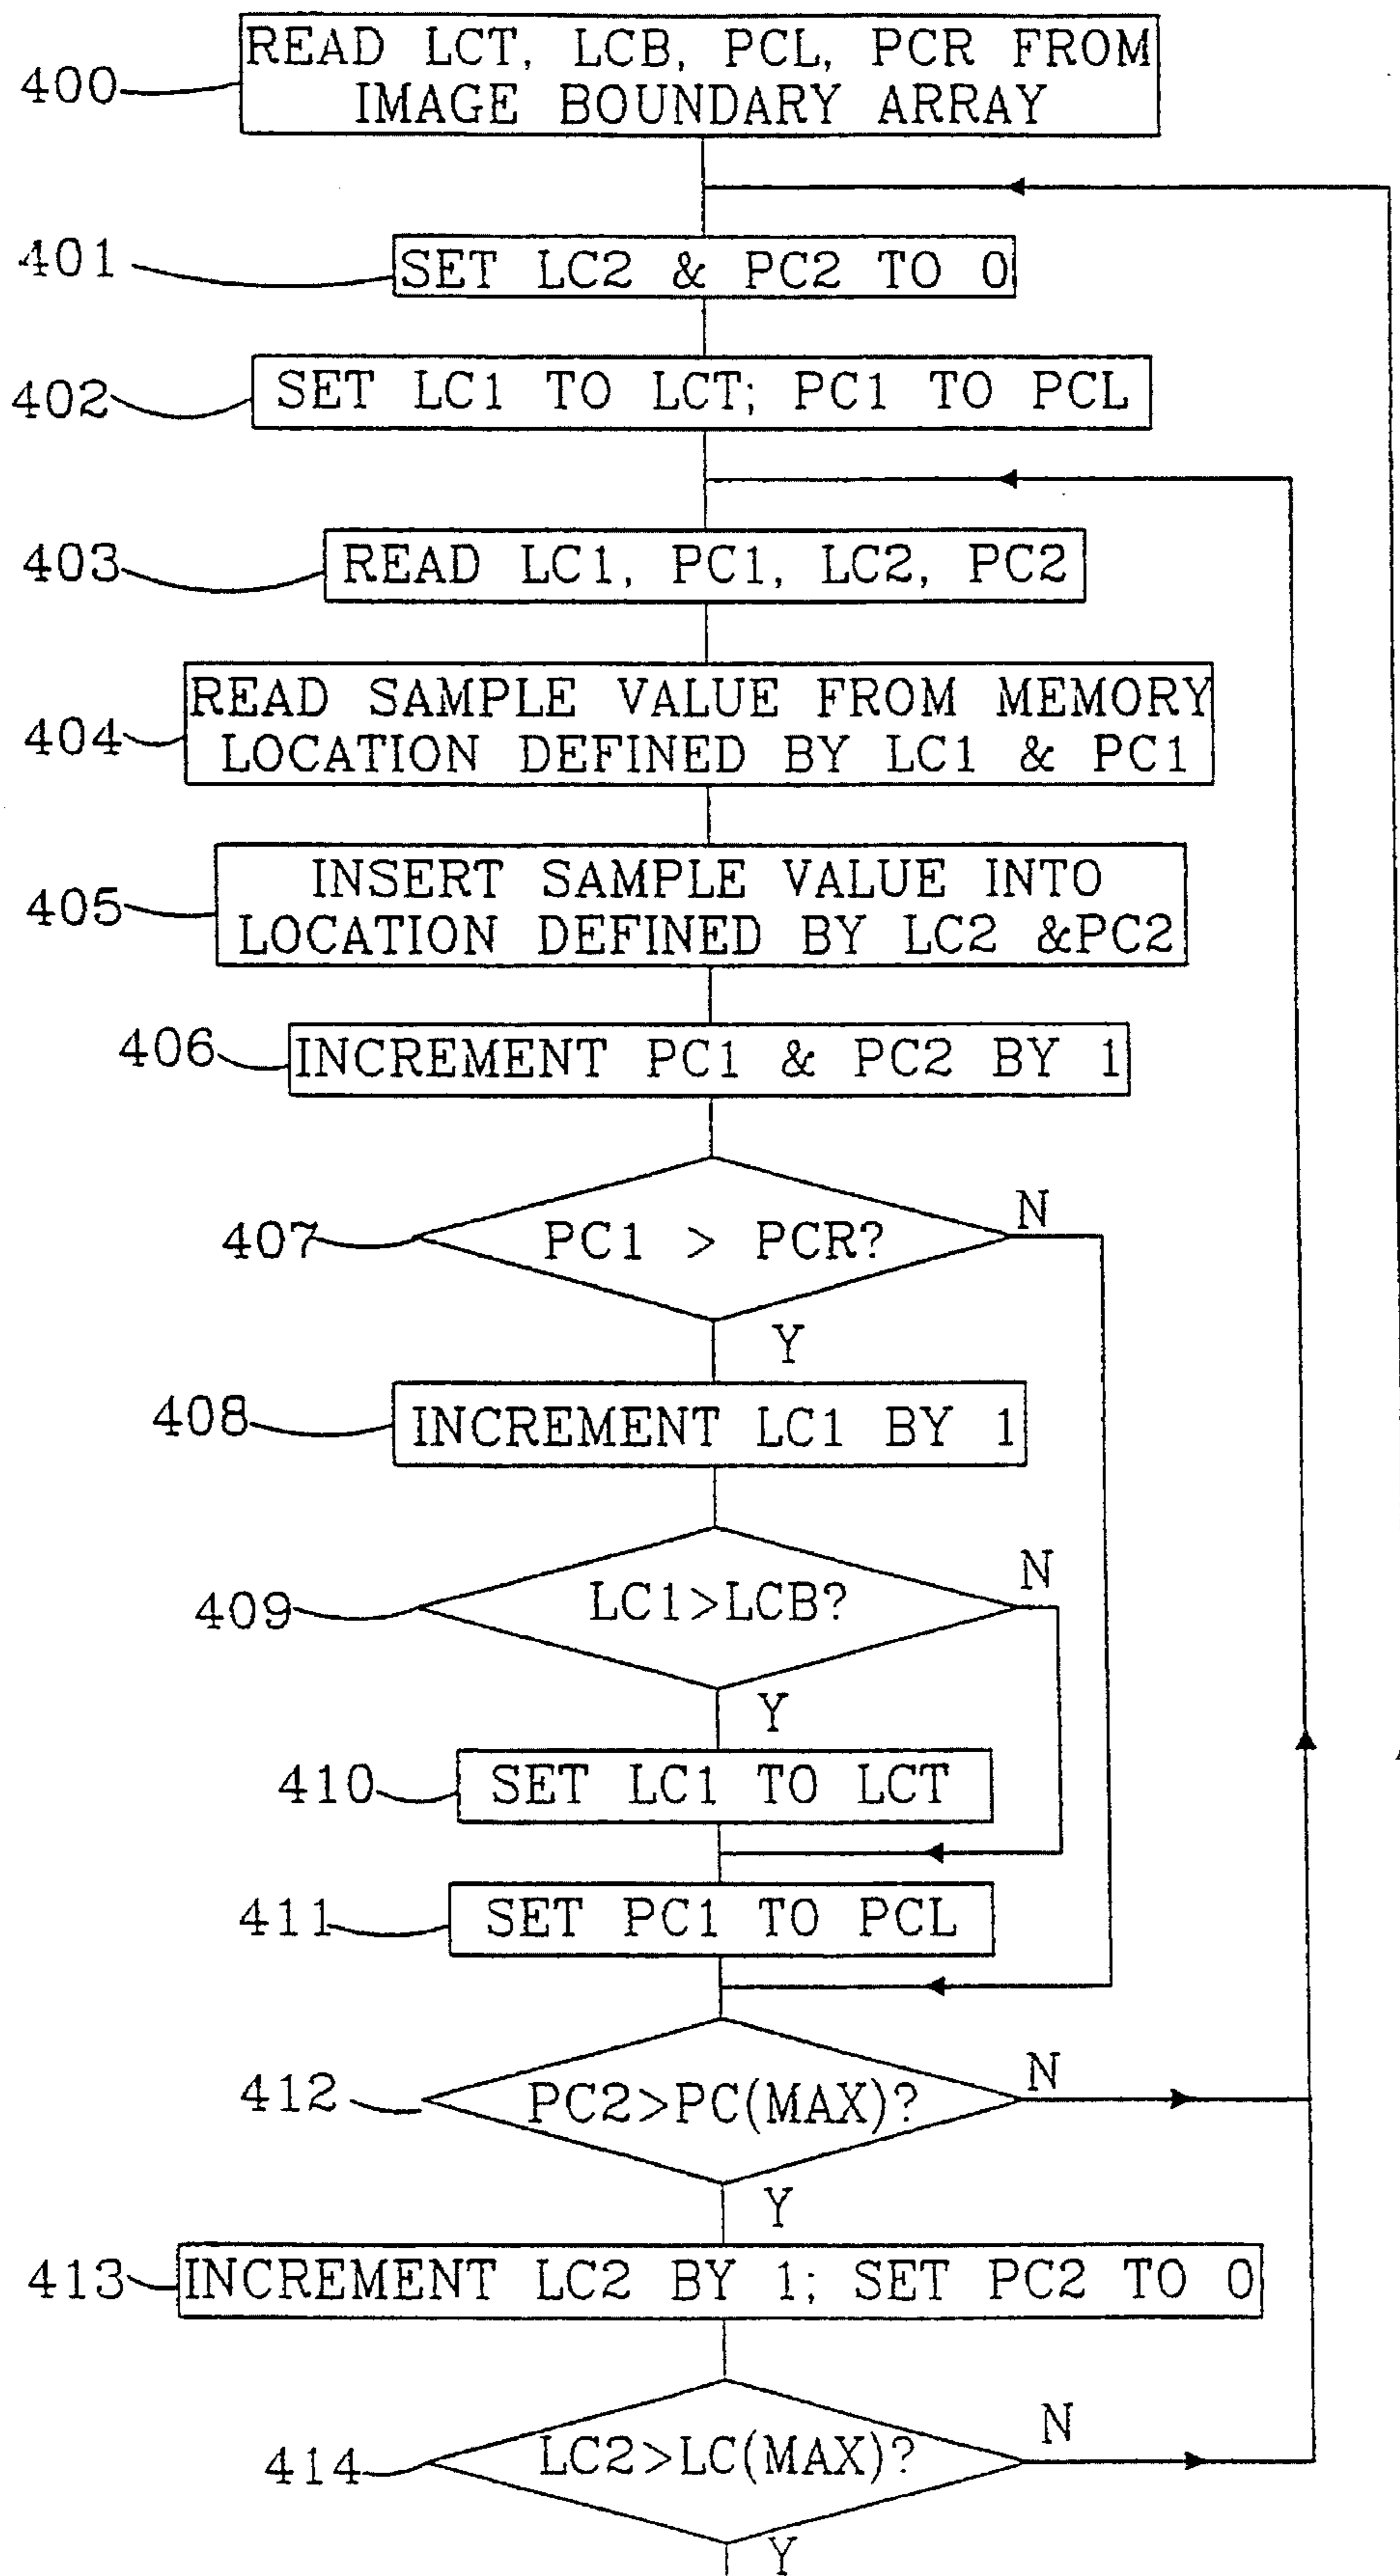 400
READ LCT, LCB, PCL, PCR FROM
IMAGE BOUNDARY ARRAY
401
SET LC2 & PC2 TO 0
402
SET LC1 TO LCT; PC1 TO PCL
403
READ LC1, PC1, LC2, PC2
404
READ SAMPLE VALUE FROM MEMORY
LOCATION DEFINED BY LC1 & PC1
405
INSERT SAMPLE VALUE INTO
LOCATION DEFINED BY LC2 &PC2
406
INCREMENT PC1 & PC2 BY 1
407
PC1 > PCR?
N
Y
408
INCREMENT LC1 BY 1
409
LC1>LCB?
N
Y
410
SET LC1 TO LCT
411
SET PC1 TO PCL
412
PC2>PC(MAX)?
N
Y
413
INCREMENT LC2 BY 1; SET PC2 TO 0
414
LC2>LC(MAX)?
N
Y